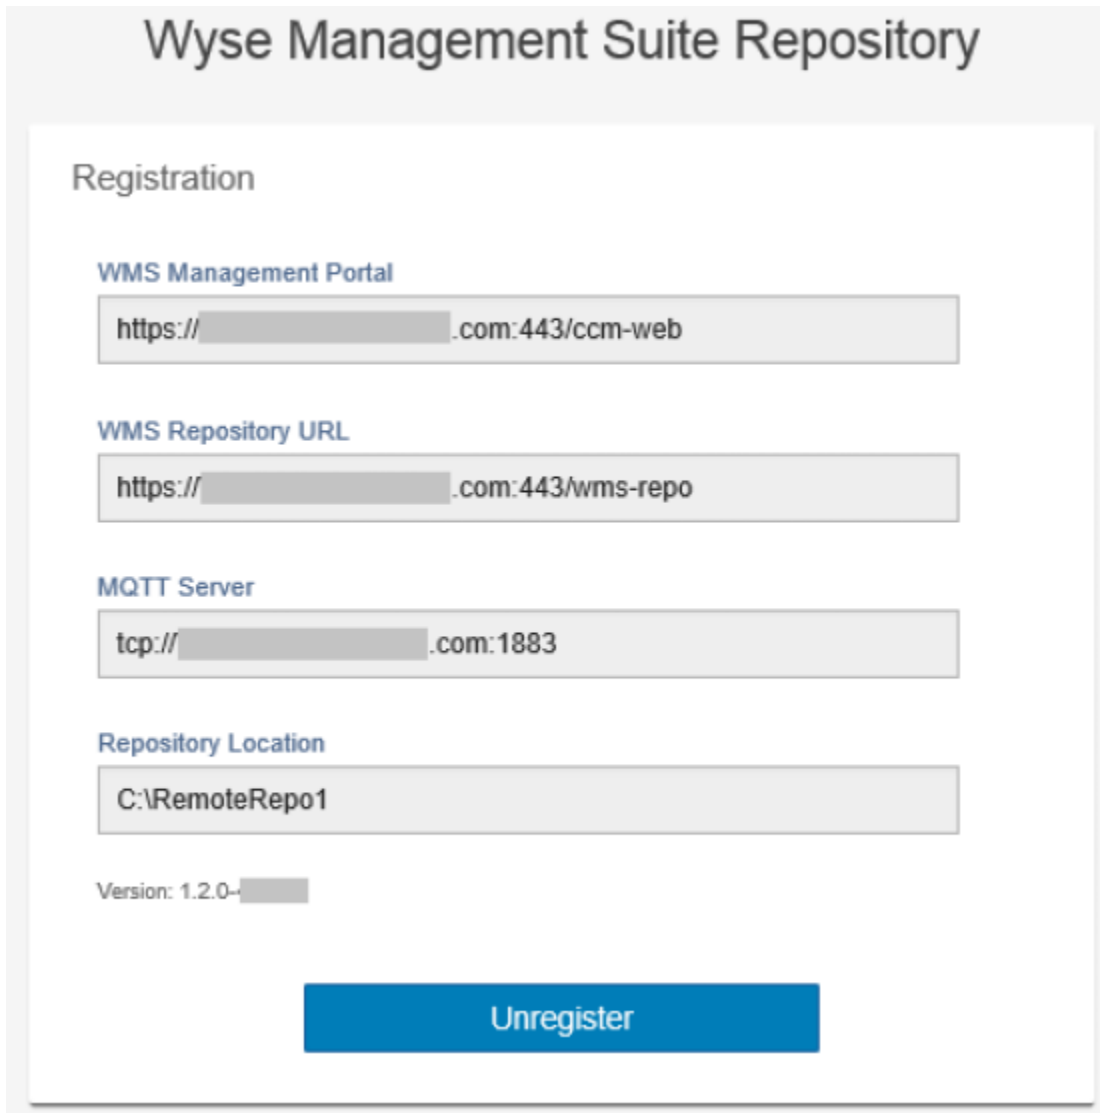 Wyse Management Suite Repository
Registration
WMS Management Portal
https:// .com:443/ccm-web
WMS Repository URL
https:// .com:443/wms-repo
MQTT Server
tcp:// .com:1883
Repository Location
C:\RemoteRepo1
Version: 1.2.0-
Unregister